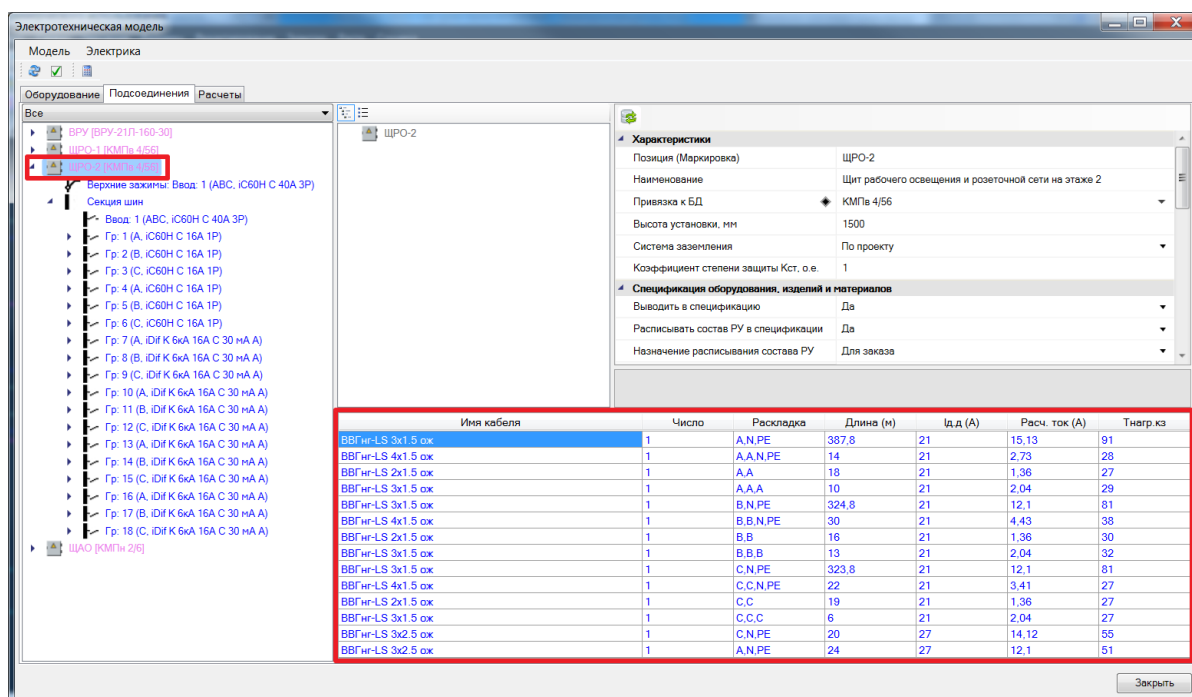 Электротехническая модель
Модель Электрика
Оборудование Подсоединения Расчеты
Все
ВРУ [ВРУ-21Л-160-30]
ЩРО-1 [КМПв 4/56]
ЩРО-2 [КМПв 4/56]
Верхние зажимы: Ввод: 1 (ABC, iC60H C 40A 3P)
Секция шин
Ввод: 1 (ABC, iC60H C 40A 3P)
Гр: 1 (A, iC60H C 16A 1P)
Гр: 2 (B, iC60H C 16A 1P)
Гр: 3 (C, iC60H C 16A 1P)
Гр: 4 (A, iC60H C 16A 1P)
Гр: 5 (B, iC60H C 16A 1P)
Гр: 6 (C, iC60H C 16A 1P)
Гр: 7 (A, iDif K 6кА 16А C 30 мА А)
Гр: 8 (B, iDif K 6кА 16А C 30 мА А)
Гр: 9 (C, iDif K 6кА 16А C 30 мА А)
Гр: 10 (A, iDif K 6кА 16А C 30 мА А)
Гр: 11 (B, iDif K 6кА 16А C 30 мА А)
Гр: 12 (C, iDif K 6кА 16А C 30 мА А)
Гр: 13 (A, iDif K 6кА 16А C 30 мА А)
Гр: 14 (B, iDif K 6кА 16А C 30 мА А)
Гр: 15 (C, iDif K 6кА 16А C 30 мА А)
Гр: 16 (A, iDif K 6кА 16А C 30 мА А)
Гр: 17 (B, iDif K 6кА 16А C 30 мА А)
Гр: 18 (C, iDif K 6кА 16А C 30 мА А)
ЩАО [КМПн 2/6]
ЩРО-2
Характеристики
Позиция (Маркировка) ЩРО-2
Наименование Щит рабочего освещения и розеточной сети на этаже 2
Привязка к БД КМПв 4/56
Высота установки, мм 1500
Система заземления По проекту
Коэффициент степени защиты Кст, о.е. 1
Спецификация оборудования, изделий и материалов
Выводить в спецификацию Да
Расписывать состав РУ в спецификации Да
Назначение расписывания состава РУ Для заказа
Имя кабеля Число Раскладка Длина (м) Iд.д (А) Расч. ток (А) Тнагр.кз
ВВГнг-LS 3x1.5 ож 1 A,N,PE 387,8 21 15,13 91
ВВГнг-LS 4x1.5 ож 1 A,A,N,PE 14 21 2,73 28
ВВГнг-LS 2x1.5 ож 1 A,A 18 21 1,36 27
ВВГнг-LS 3x1.5 ож 1 A,A,A 10 21 2,04 29
ВВГнг-LS 3x1.5 ож 1 B,N,PE 324,8 21 12,1 81
ВВГнг-LS 4x1.5 ож 1 B,B,N,PE 30 21 4,43 38
ВВГнг-LS 2x1.5 ож 1 B,B 16 21 1,36 30
ВВГнг-LS 3x1.5 ож 1 B,B,B 13 21 2,04 32
ВВГнг-LS 3x1.5 ож 1 C,N,PE 323,8 21 12,1 81
ВВГнг-LS 4x1.5 ож 1 C,C,N,PE 22 21 3,41 27
ВВГнг-LS 2x1.5 ож 1 C,C 19 21 1,36 27
ВВГнг-LS 3x1.5 ож 1 C,C,C 6 21 2,04 27
ВВГнг-LS 3x2.5 ож 1 C,N,PE 20 27 14,12 55
ВВГнг-LS 3x2.5 ож 1 A,N,PE 24 27 12,1 51
Закрыть